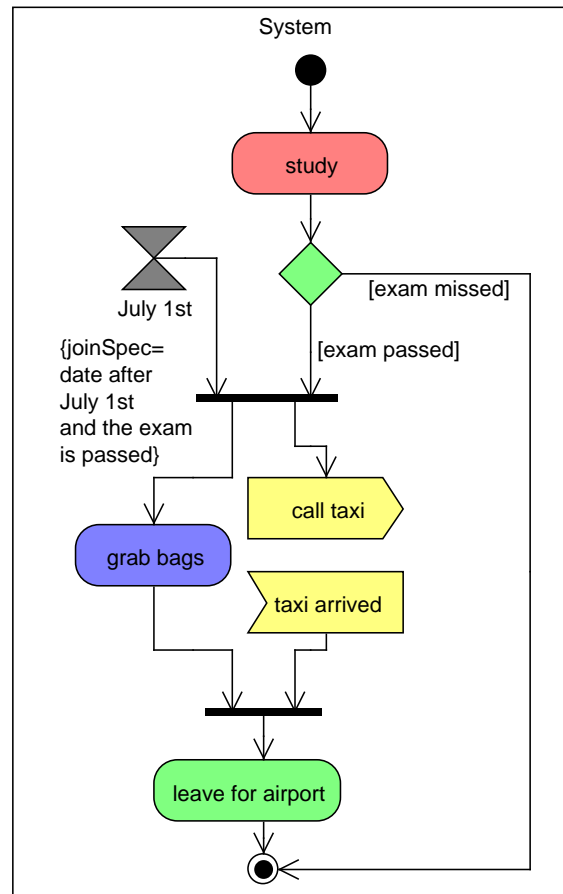 System
study
[exam missed]
July 1st
[exam passed]
{joinSpec=
date after
July 1st
and the exam
is passed}
call taxi
grab bags
taxi arrived
leave for airport